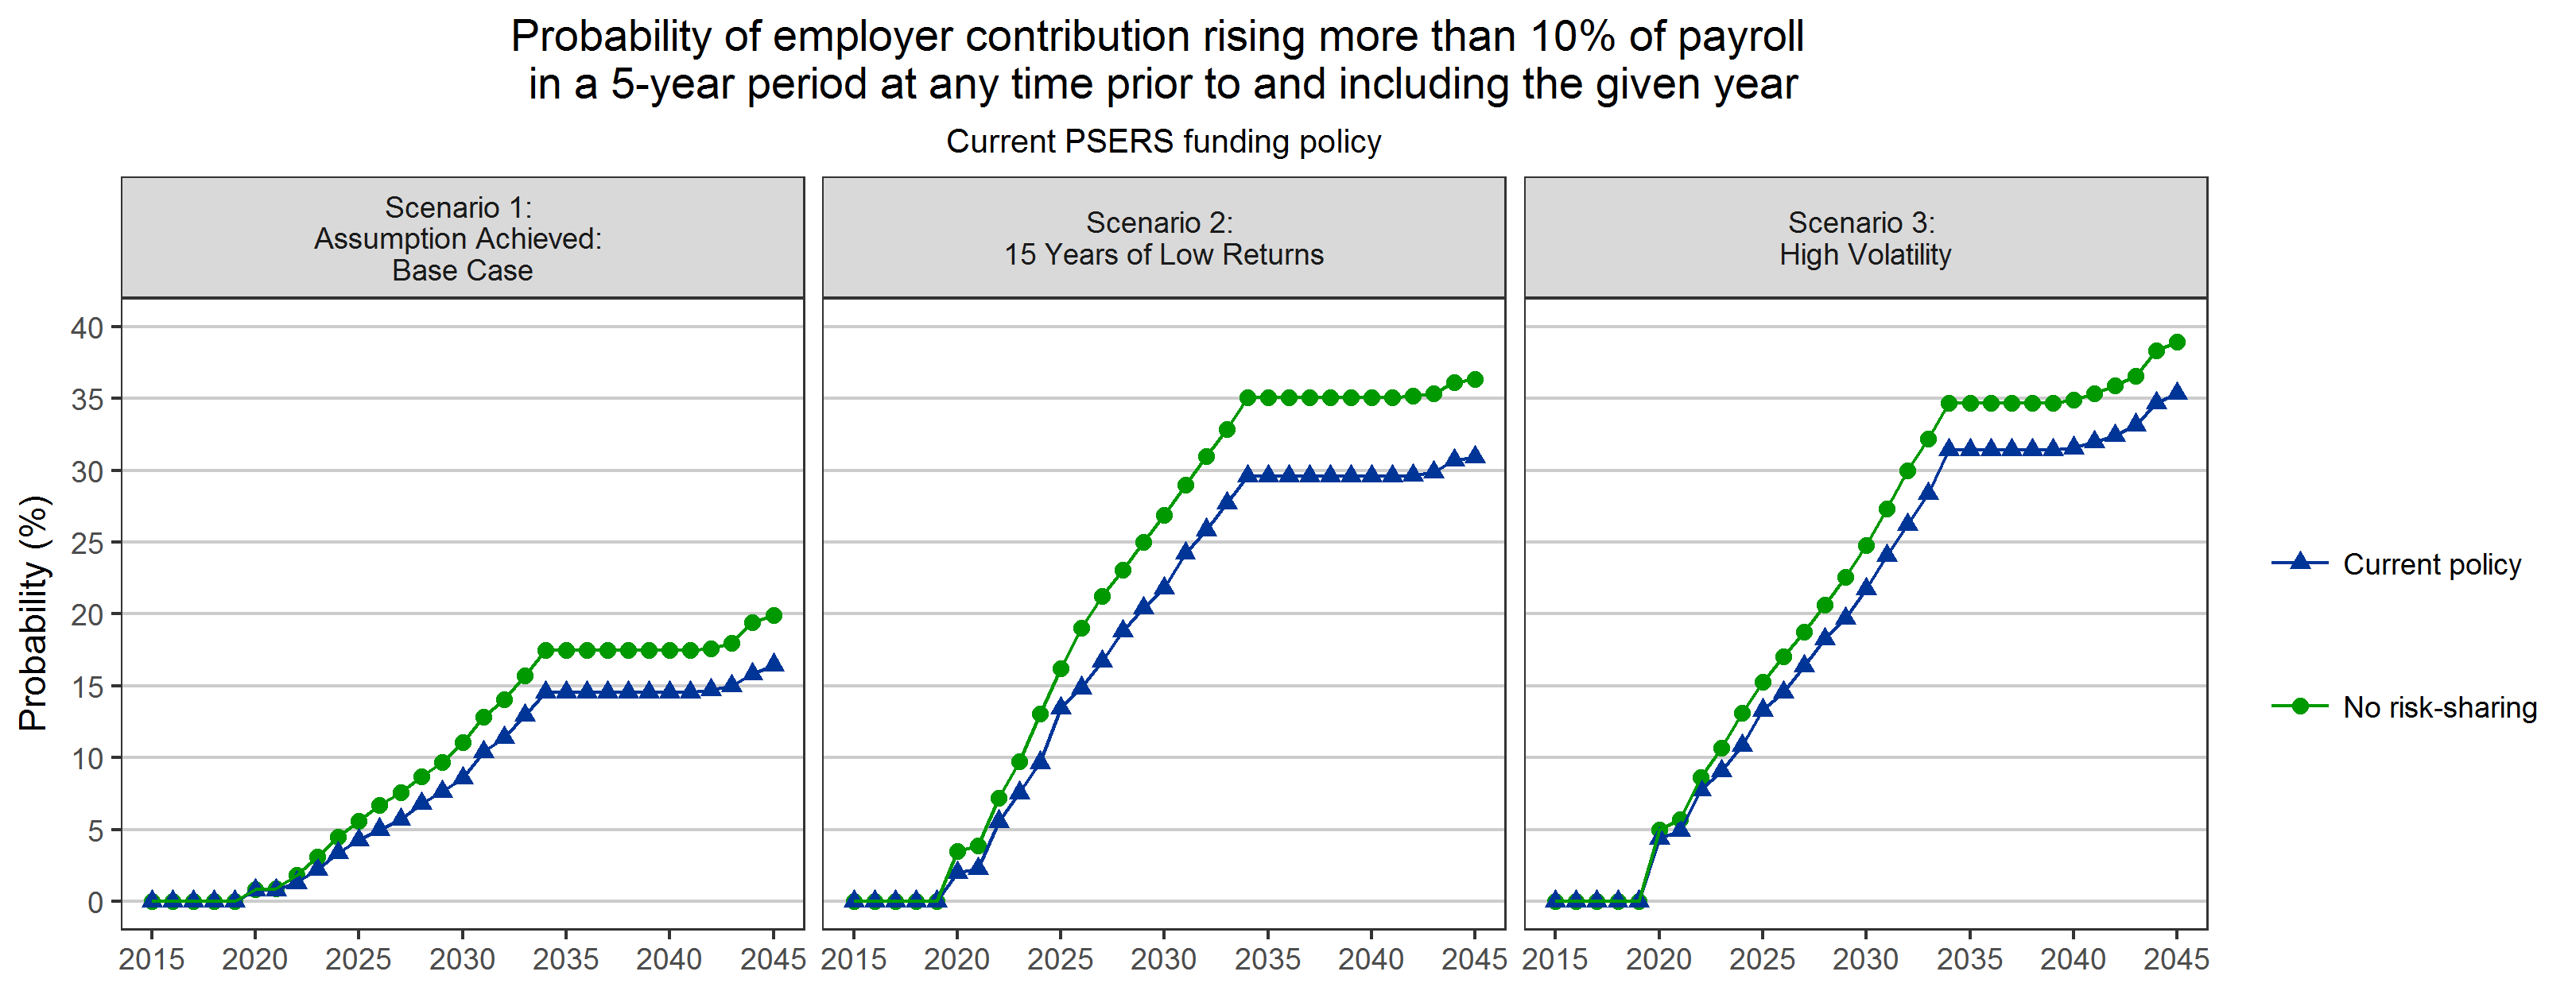 Probability of employer contribution rising more than 10% of payroll
in a 5-year period at any time prior to and including the given year
Current PSERS funding policy
Scenario 1:
Assumption Achieved:
Base Case
Scenario 2:
15 Years of Low Returns
Scenario 3:
High Volatility
Probability (%)
40
35
30
25
20
15
10
5
0
2015 2020 2025 2030 2035 2040 2045
2015 2020 2025 2030 2035 2040 2045
2015 2020 2025 2030 2035 2040 2045
Current policy
No risk-sharing